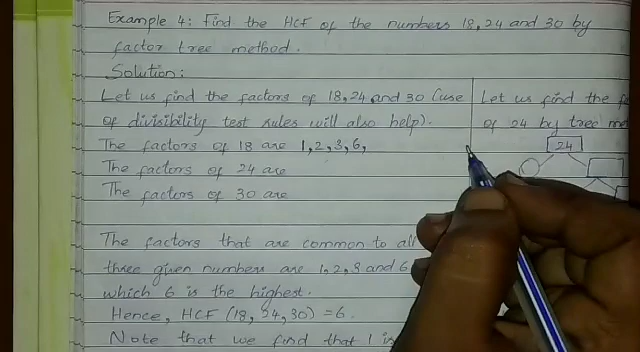 Example 4: Find the HCF of the numbers 18, 24 and 30 by
factor tree method.
Solution:
Let us find the factors of 18, 24 and 30 (use
of divisibility test rules will also help).
The factors of 18 are 1, 2, 3, 6,
The factors of 24 are
The factors of 30 are
The factors that are common to all
three given numbers are 1, 2, 3 and 6
which 6 is the highest.
Hence, HCF (18, 24, 30) = 6.
Note that we find that 1 is
Let us find the
of 24 by tree
24